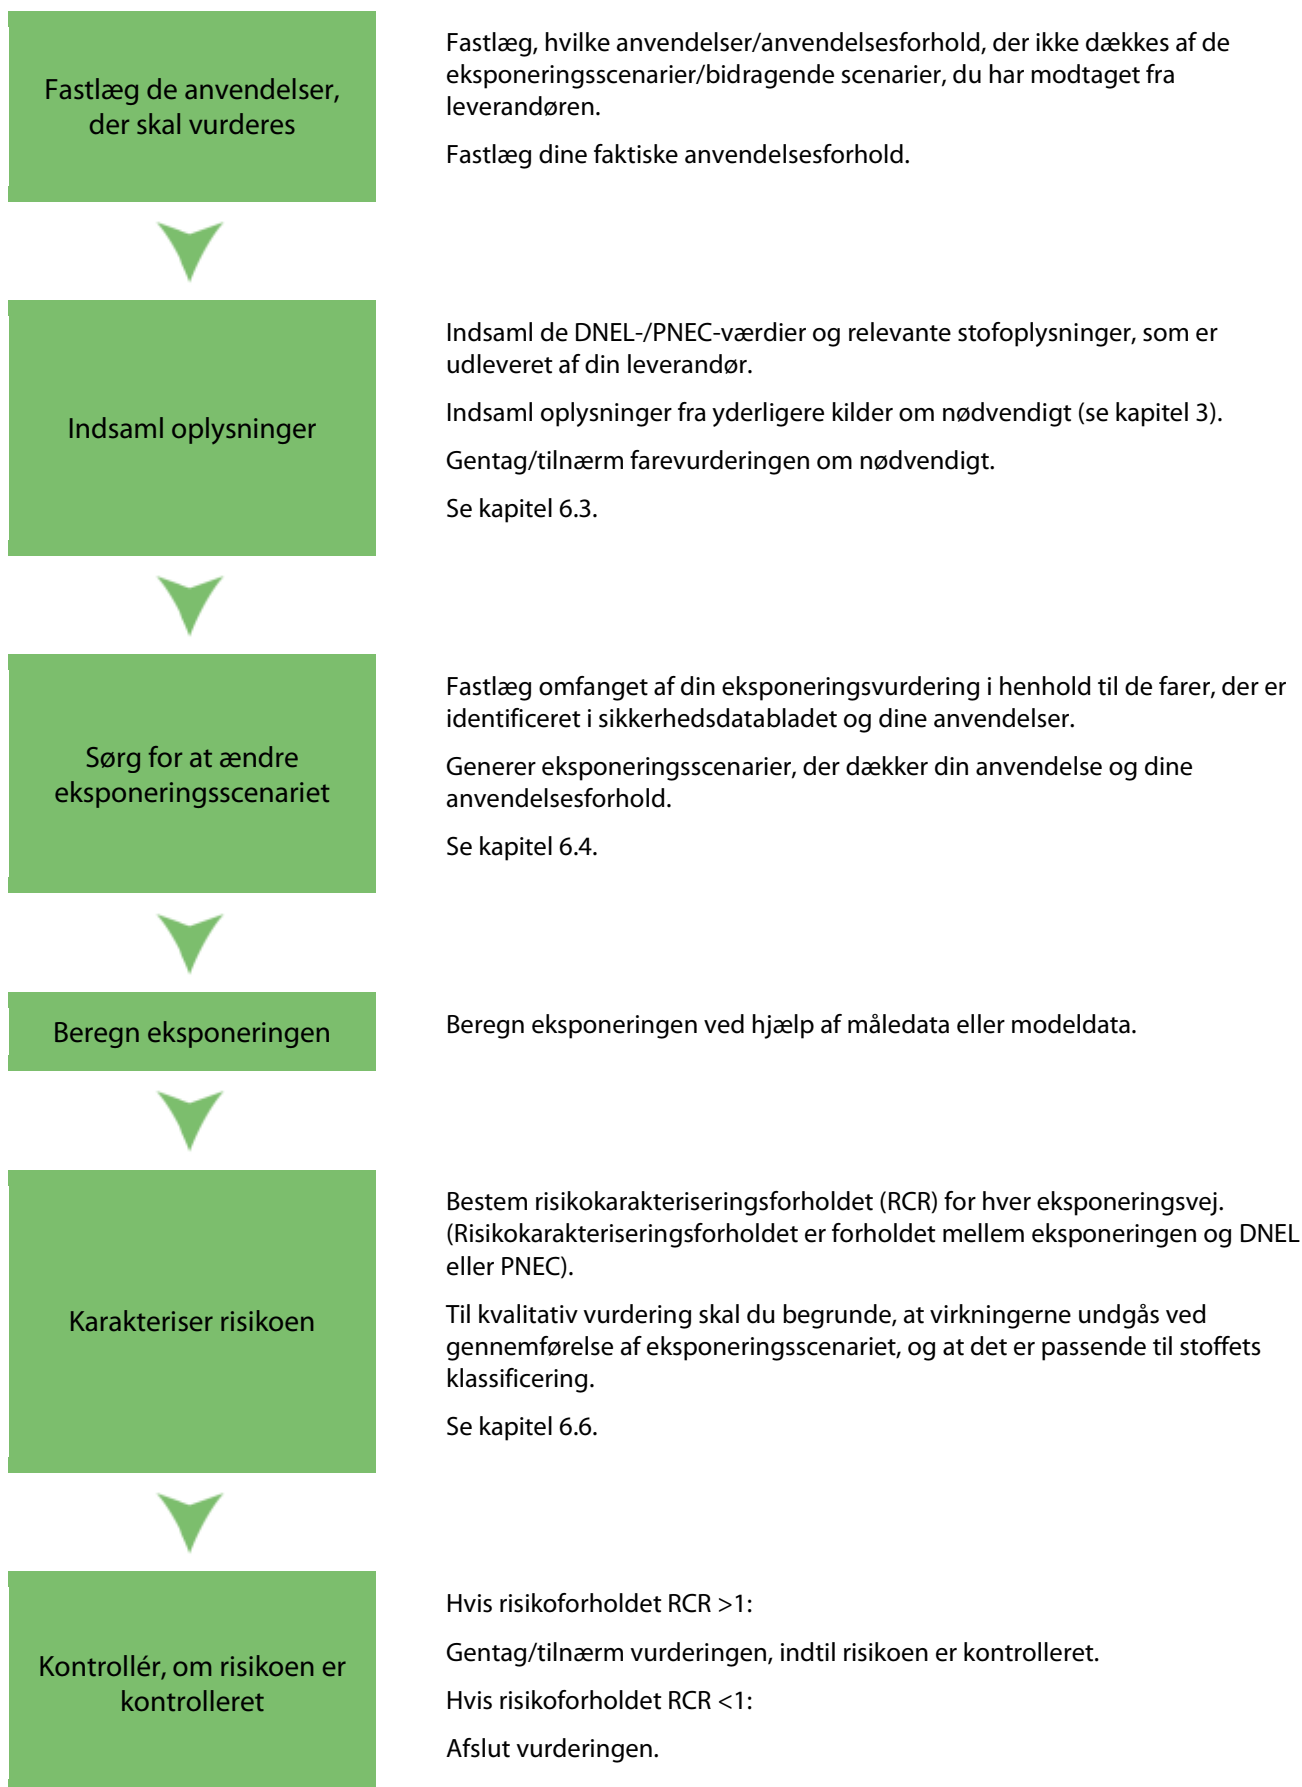 Fastlæg de anvendelser,
der skal vurderes
Fastlæg, hvilke anvendelser/anvendelsesforhold, der ikke dækkes af de
eksponeringsscenarier/bidragende scenarier, du har modtaget fra
leverandøren.
Fastlæg dine faktiske anvendelsesforhold.
Indsaml oplysninger
Indsaml de DNEL-/PNEC-værdier og relevante stofoplysninger, som er
udleveret af din leverandør.
Indsaml oplysninger fra yderligere kilder om nødvendigt (se kapitel 3).
Gentag/tilnærm farevurderingen om nødvendigt.
Se kapitel 6.3.
Sørg for at ændre
eksponeringsscenariet
Fastlæg omfanget af din eksponeringsvurdering i henhold til de farer, der er
identificeret i sikkerhedsdatabladet og dine anvendelser.
Generer eksponeringsscenarier, der dækker din anvendelse og dine
anvendelsesforhold.
Se kapitel 6.4.
Beregn eksponeringen
Beregn eksponeringen ved hjælp af måledata eller modeldata.
Karakteriser risikoen
Bestem risikokarakteriseringsforholdet (RCR) for hver eksponeringsvej.
(Risikokarakteriseringsforholdet er forholdet mellem eksponeringen og DNEL
eller PNEC).
Til kvalitativ vurdering skal du begrunde, at virkningerne undgås ved
gennemførelse af eksponeringsscenariet, og at det er passende til stoffets
klassificering.
Se kapitel 6.6.
Kontrollér, om risikoen er
kontrolleret
Hvis risikoforholdet RCR >1:
Gentag/tilnærm vurderingen, indtil risikoen er kontrolleret.
Hvis risikoforholdet RCR <1:
Afslut vurderingen.